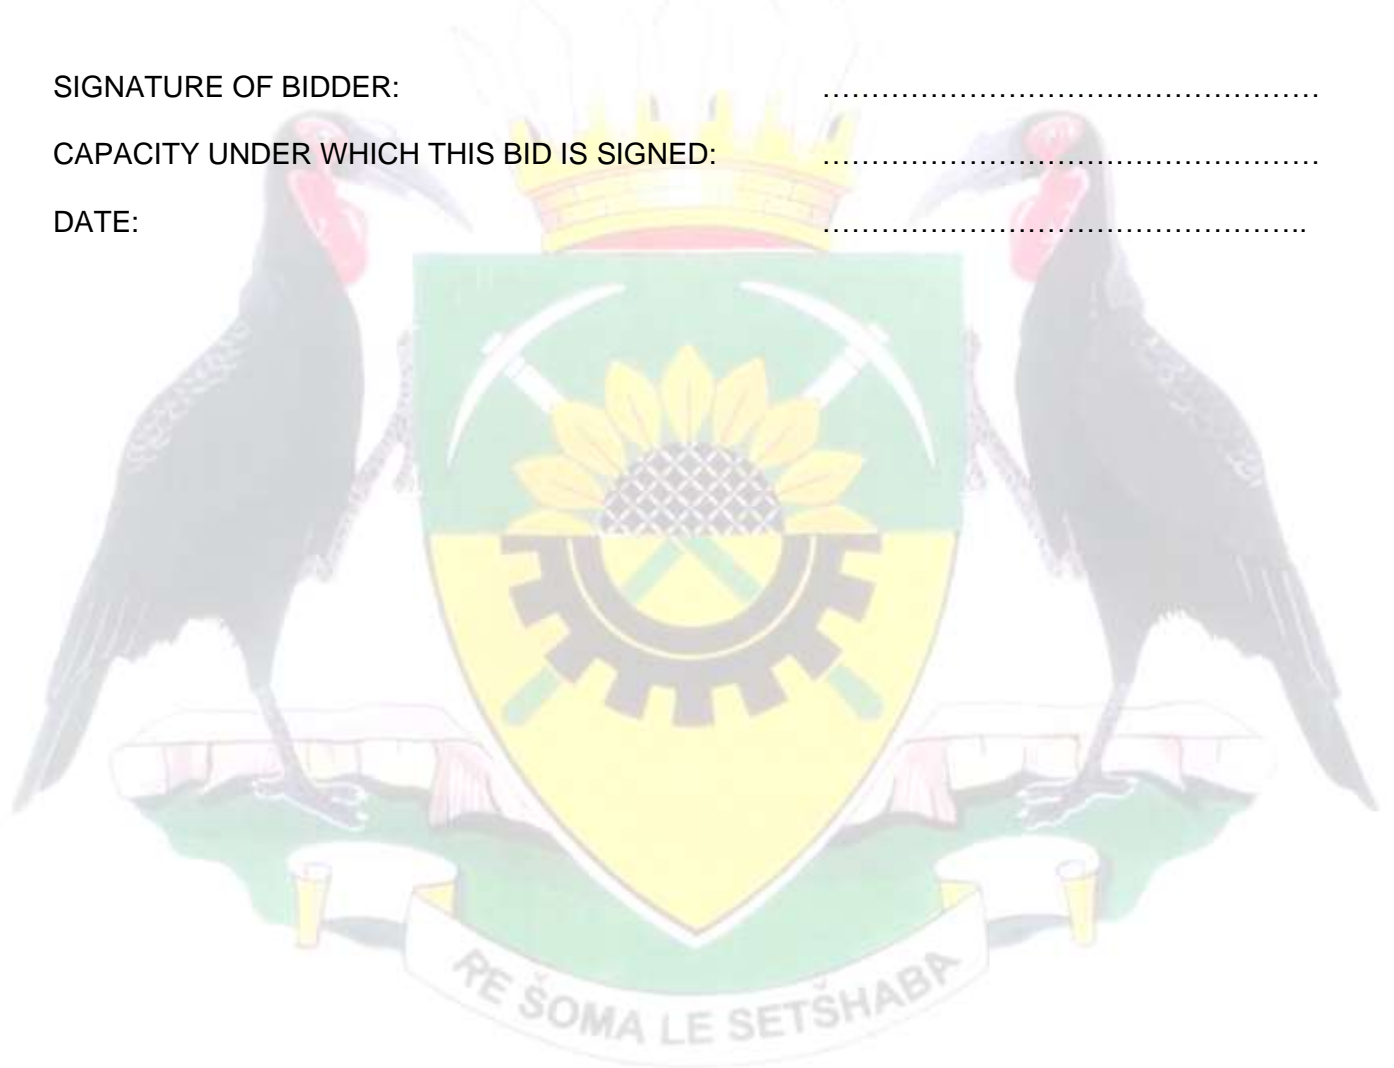 SIGNATURE OF BIDDER: ……………………………………………
CAPACITY UNDER WHICH THIS BID IS SIGNED: ……………………………………………
DATE: …………………………………………..
RE ŠOMA LE SETŠHABA